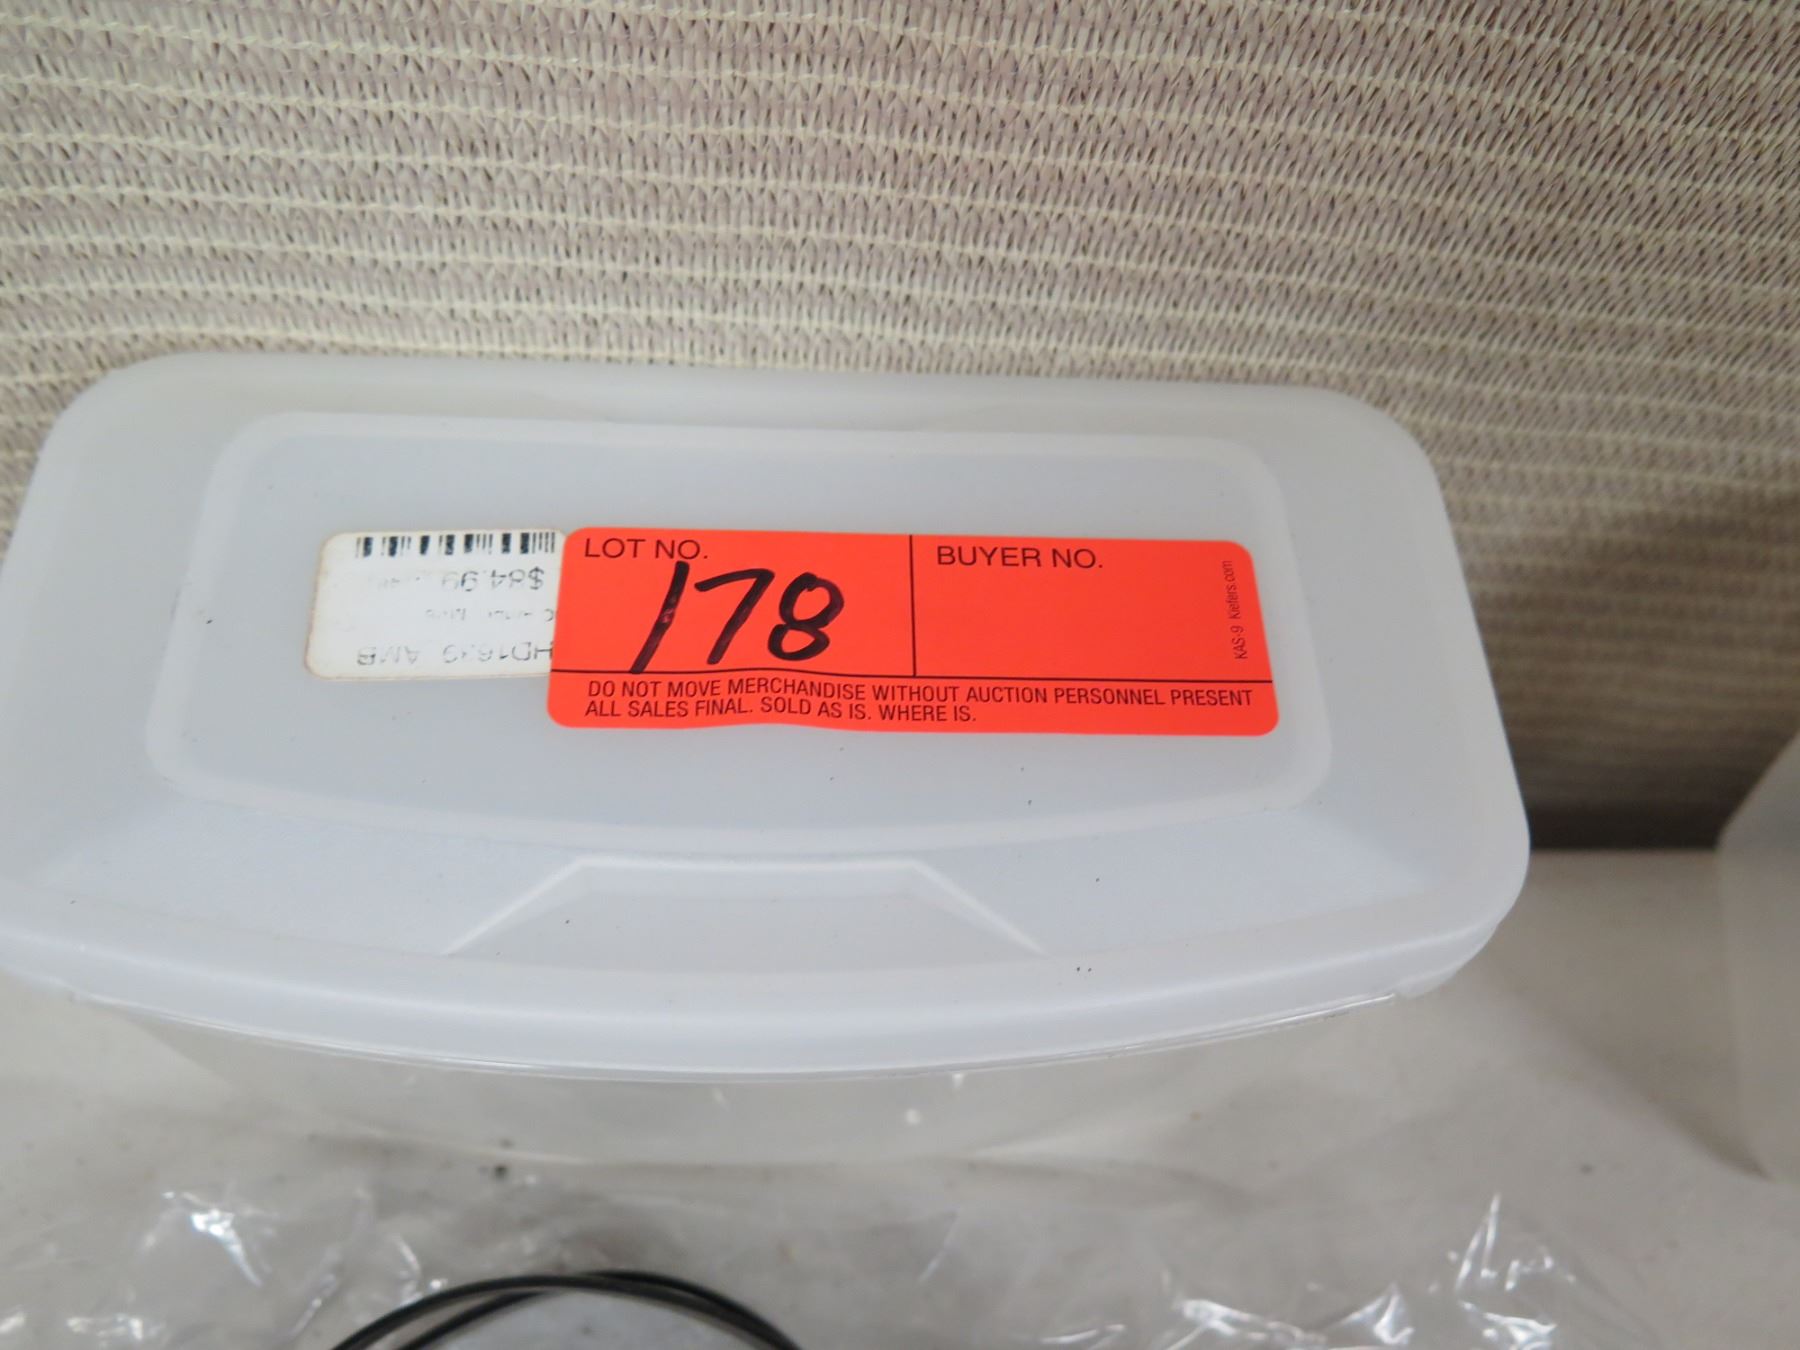 LOT NO.
178
BUYER NO.
KAS-9 Kiefers.com
DO NOT MOVE MERCHANDISE WITHOUT AUCTION PERSONNEL PRESENT
ALL SALES FINAL. SOLD AS IS. WHERE IS.
$84.99
AMB